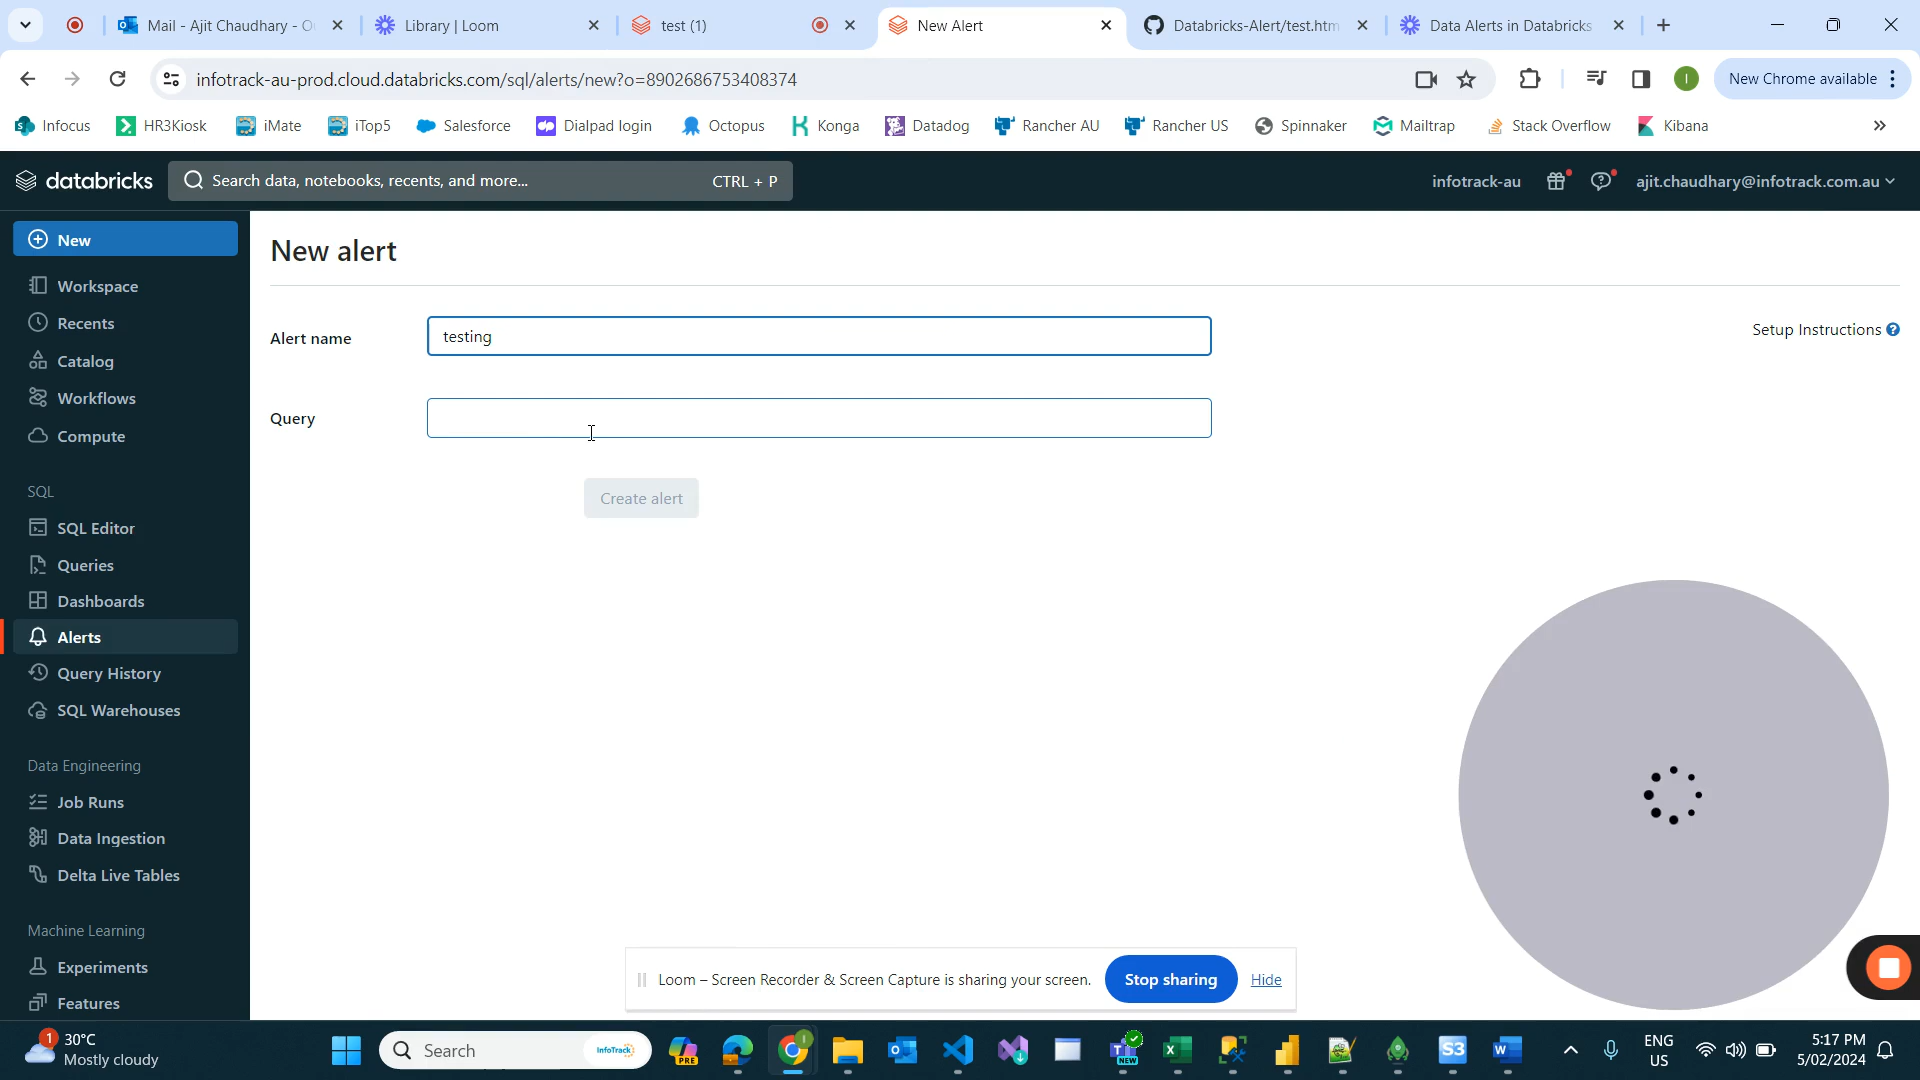 Mail - Ajit Chaudhary - O
Library | Loom
test (1)
New Alert
Databricks-Alert/test.htm
Data Alerts in Databricks
infotrack-au-prod.cloud.databricks.com/sql/alerts/new?o=8902686753408374
New Chrome available
Infocus
HR3Kiosk
iMate
iTop5
Salesforce
Dialpad login
Octopus
Konga
Datadog
Rancher AU
Rancher US
Spinnaker
Mailtrap
Stack Overflow
Kibana
databricks
Search data, notebooks, recents, and more...
CTRL + P
infotrack-au
ajit.chaudhary@infotrack.com.au
New
Workspace
Recents
Catalog
Workflows
Compute
SQL
SQL Editor
Queries
Dashboards
Alerts
Query History
SQL Warehouses
Data Engineering
Job Runs
Data Ingestion
Delta Live Tables
Machine Learning
Experiments
Features
New alert
Alert name
testing
Setup Instructions
Query
Create alert
Loom – Screen Recorder & Screen Capture is sharing your screen.
Stop sharing
Hide
1
30°C
Mostly cloudy
Search
InfoTrack
PRE
NEW
S3
ENG
US
5:17 PM
5/02/2024